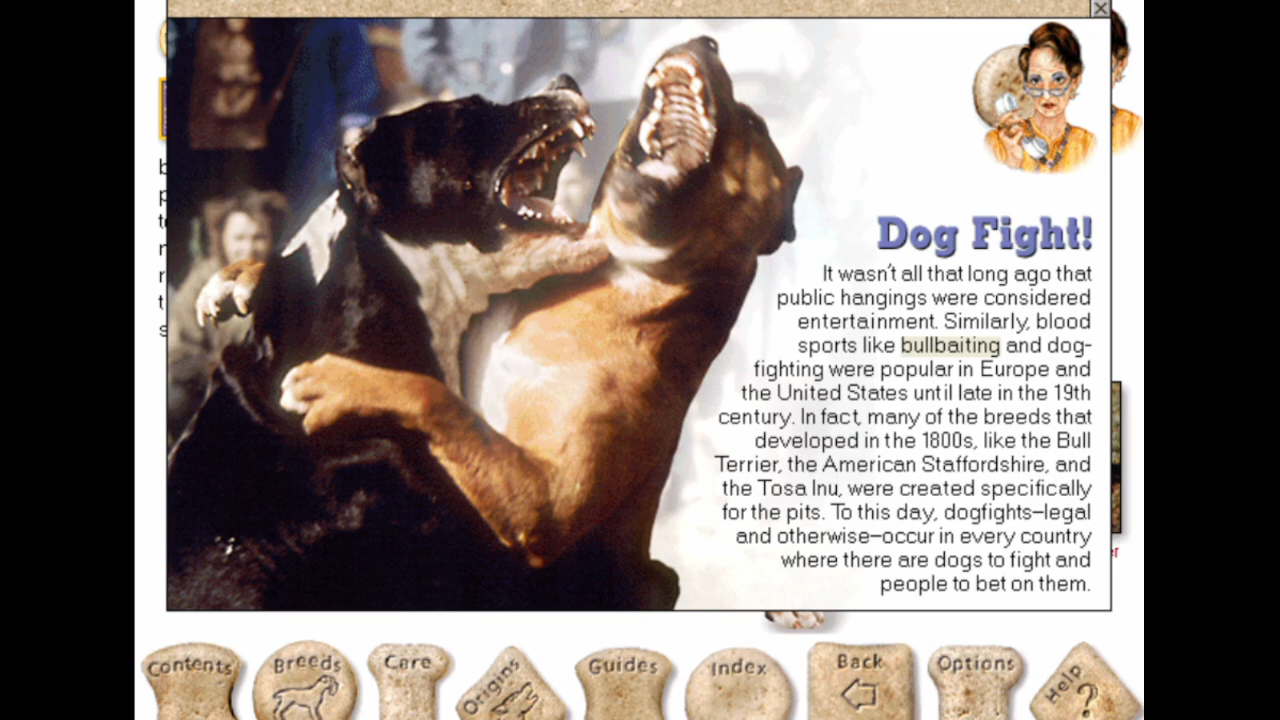 Dog Fight!
It wasn't all that long ago that
public hangings were considered
entertainment. Similarly, blood
sports like bullbaiting and dog-
fighting were popular in Europe and
the United States until late in the 19th
century. In fact, many of the breeds that
developed in the 1800s, like the Bull
Terrier, the American Staffordshire, and
the Tosa Inu, were created specifically
for the pits. To this day, dogfights—legal
and otherwise—occur in every country
where there are dogs to fight and
people to bet on them.
Contents
Breeds
Care
Origins
Guides
Index
Back
Options
Help
?